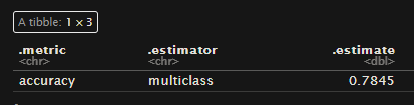 A tibble: 1 × 3
.metric .estimator .estimate
<chr> <chr> <dbl>
accuracy multiclass 0.7845